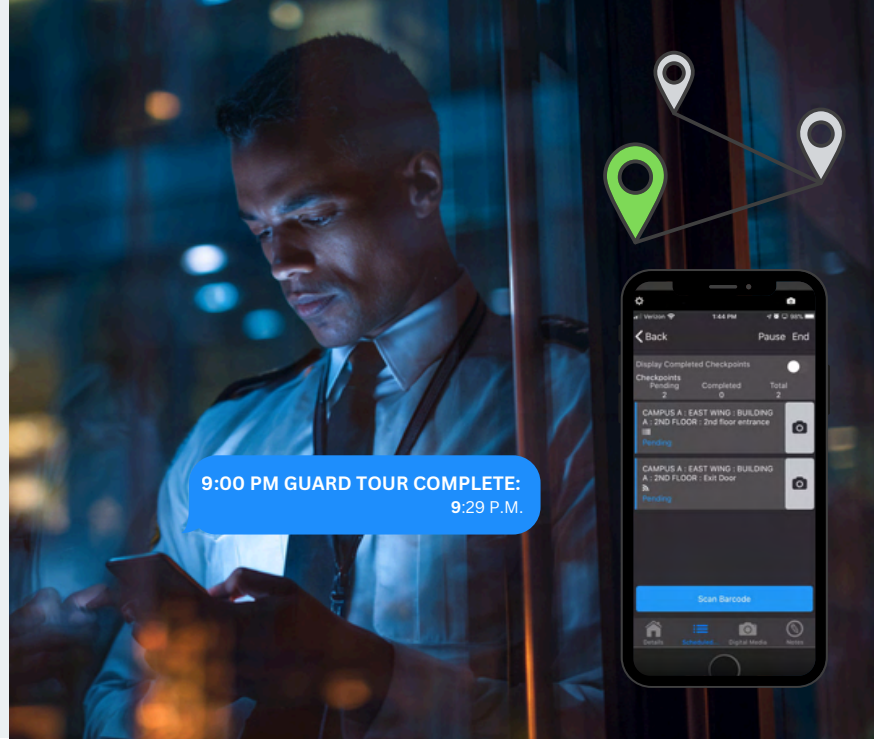 9:00 PM GUARD TOUR COMPLETE:
9:29 P.M.
Verizon
1:44 PM
98%
Back
Pause End
Display Completed Checkpoints
Checkpoints
Pending Completed Total
2 0 2
CAMPUS A : EAST WING : BUILDING
A : 2ND FLOOR : 2nd floor entrance
Pending
CAMPUS A : EAST WING : BUILDING
A : 2ND FLOOR : Exit Door
Pending
Scan Barcode
Details Schedules Digital Media Notes